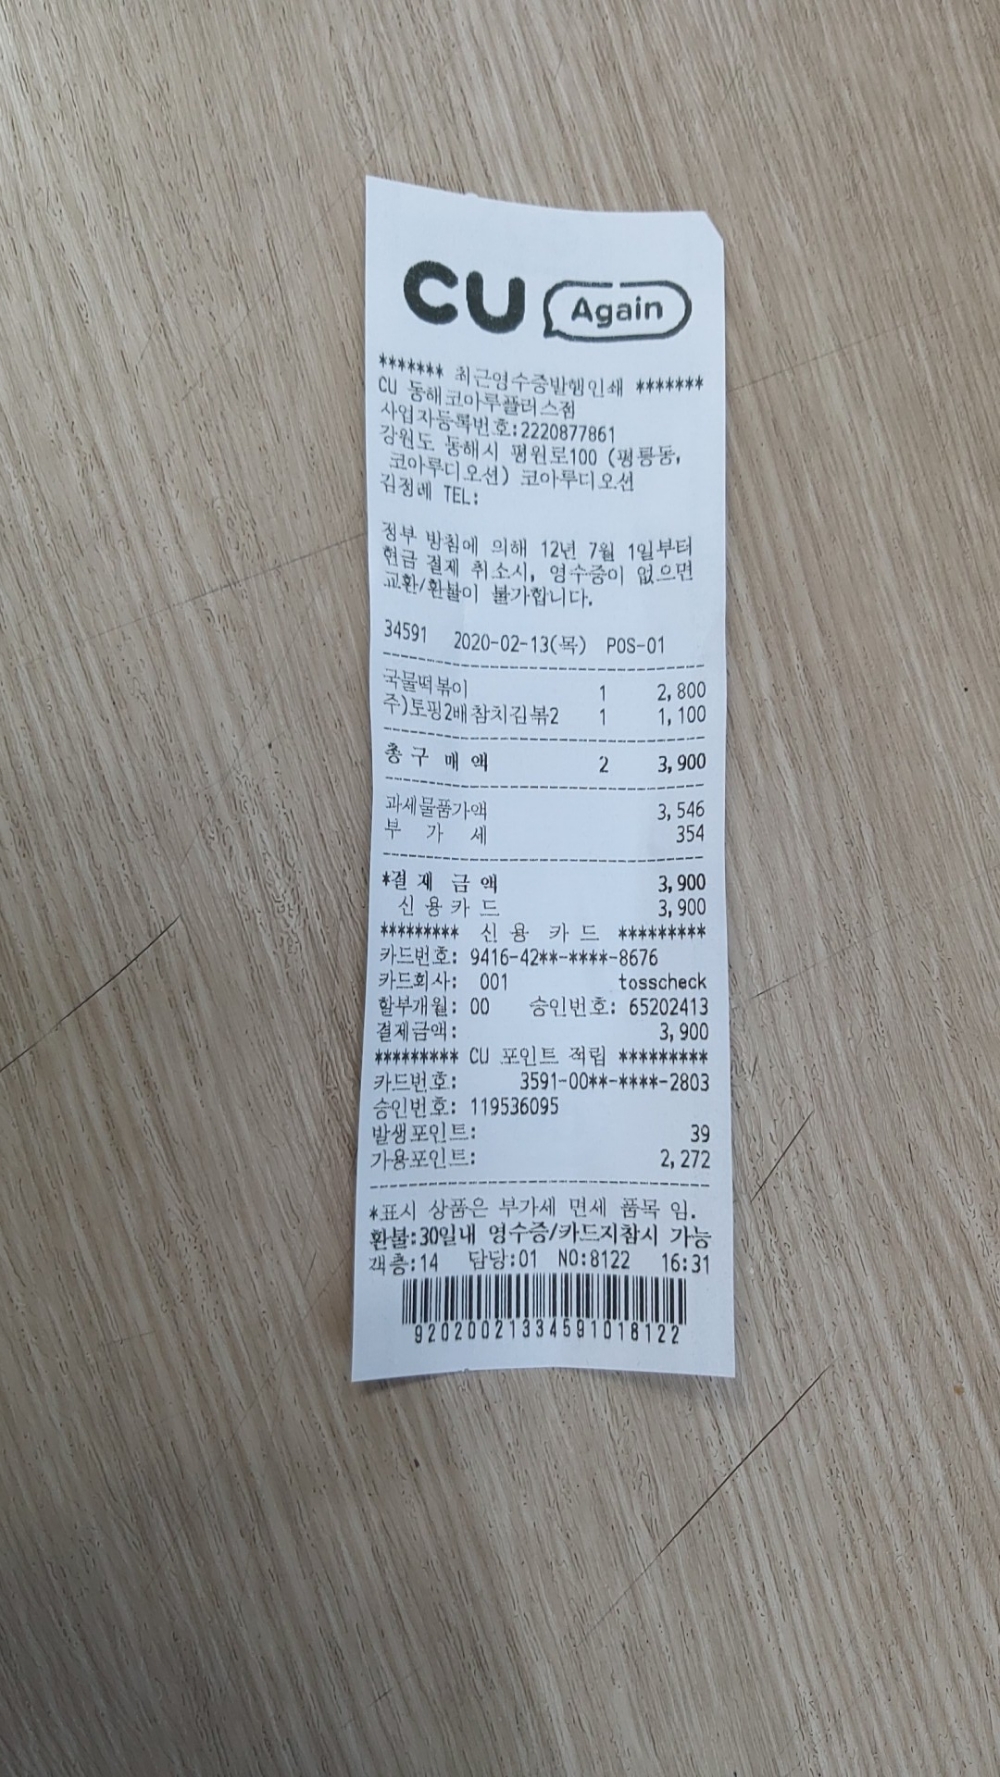 CU Again
******* 최근영수증발행인쇄 *******
CU 동해코아루플러스점
사업자등록번호:2220877861
강원도 동해시 평원로100 (평릉동,
코아루디오션) 코아루디오션
김정례 TEL:
정부 방침에 의해 12년 7월 1일부터
현금 결제 취소시, 영수증이 없으면
교환/환불이 불가합니다.
34591 2020-02-13(목) POS-01
국물떡볶이 1 2,800
주)토핑2배참치김볶2 1 1,100
총 구 매 액 2 3,900
과세물품가액 3,546
부 가 세 354
*결 제 금 액 3,900
신 용 카 드 3,900
********* 신 용 카 드 *********
카드번호: 9416-42**-****-8676
카드회사: 001 tosscheck
할부개월: 00 승인번호: 65202413
결제금액: 3,900
********* CU 포인트 적립 *********
카드번호: 3591-00**-****-2803
승인번호: 119536095
발생포인트: 39
가용포인트: 2,272
*표시 상품은 부가세 면세 품목 임.
환불:30일내 영수증/카드지참시 가능
객층:14 담당:01 NO:8122 16:31
92020021334591018122